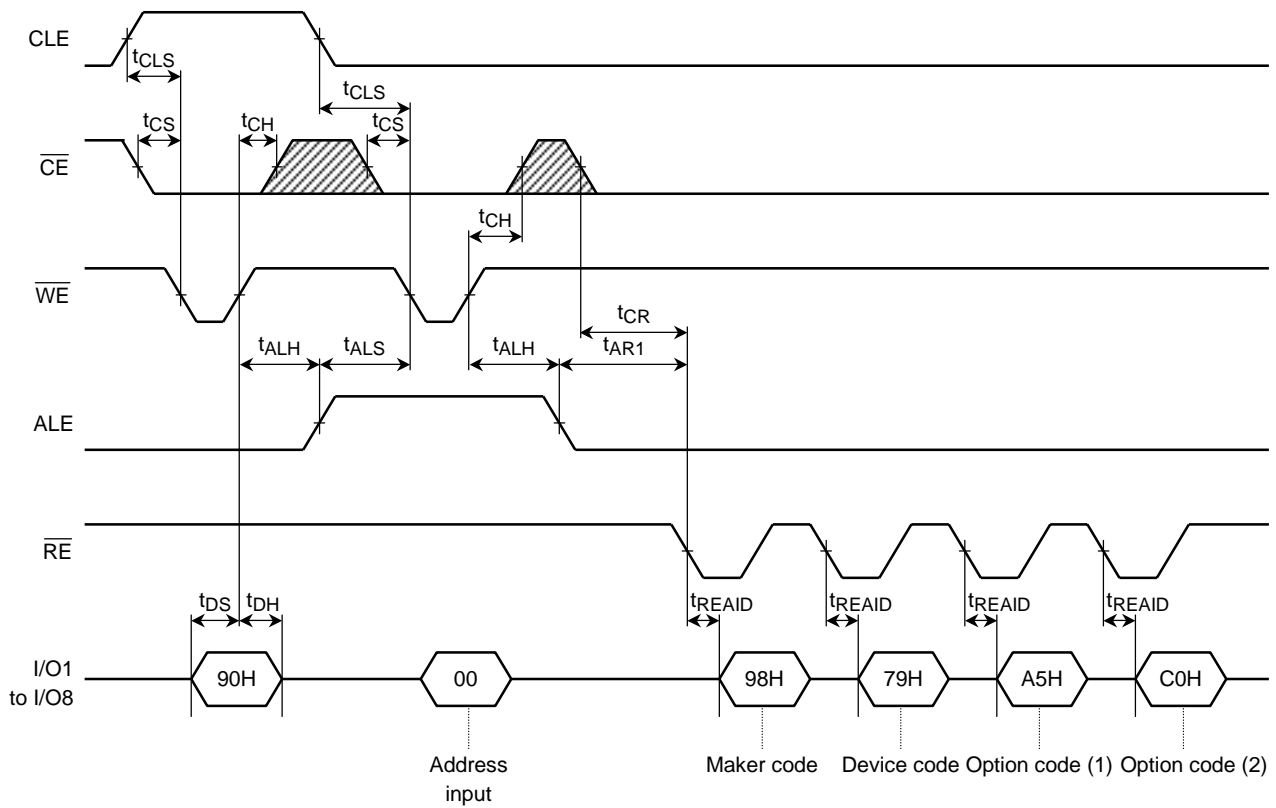 CLE
tCLS
tCLS
tCS
tCH
tCS
CE
tCH
WE
tCR
tALH
tALS
tALH
tAR1
ALE
RE
tDS
tDH
tREAID
tREAID
tREAID
tREAID
I/O1
to I/O8
90H
00
98H
79H
A5H
C0H
Address
input
Maker code
Device code
Option code (1)
Option code (2)